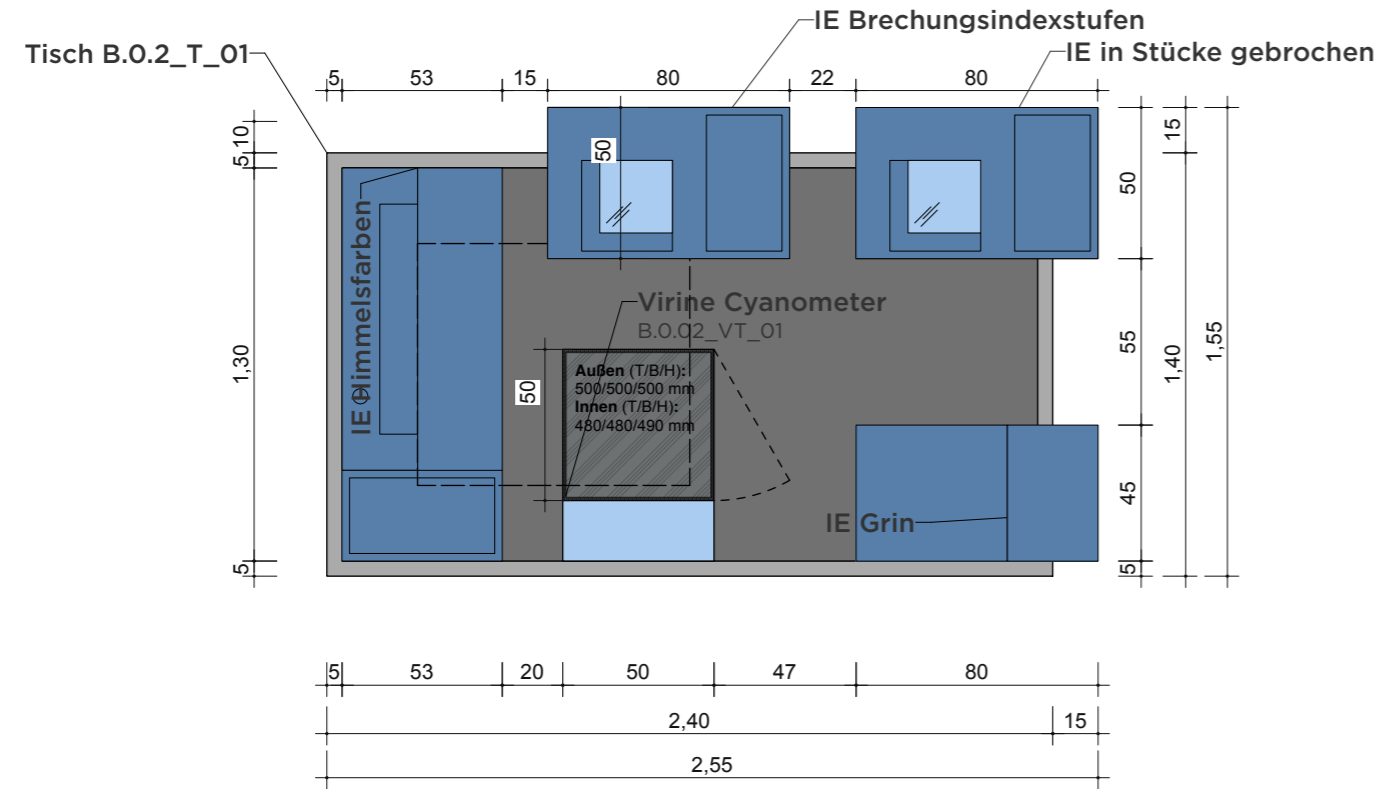 IE Brechungsindexstufen
Tisch B.0.2_T_01
IE in Stücke gebrochen
5 53 15 80 22 80
10
5
1,30
5
50
IE Himmelsfarben
Virine Cyanometer
B.0.02_VT_01
50
Außen (T/B/H):
500/500/500 mm
Innen (T/B/H):
480/480/490 mm
IE Grin
50
55
45
5
15
1,40
1,55
5 53 20 50 47 80
2,40 15
2,55